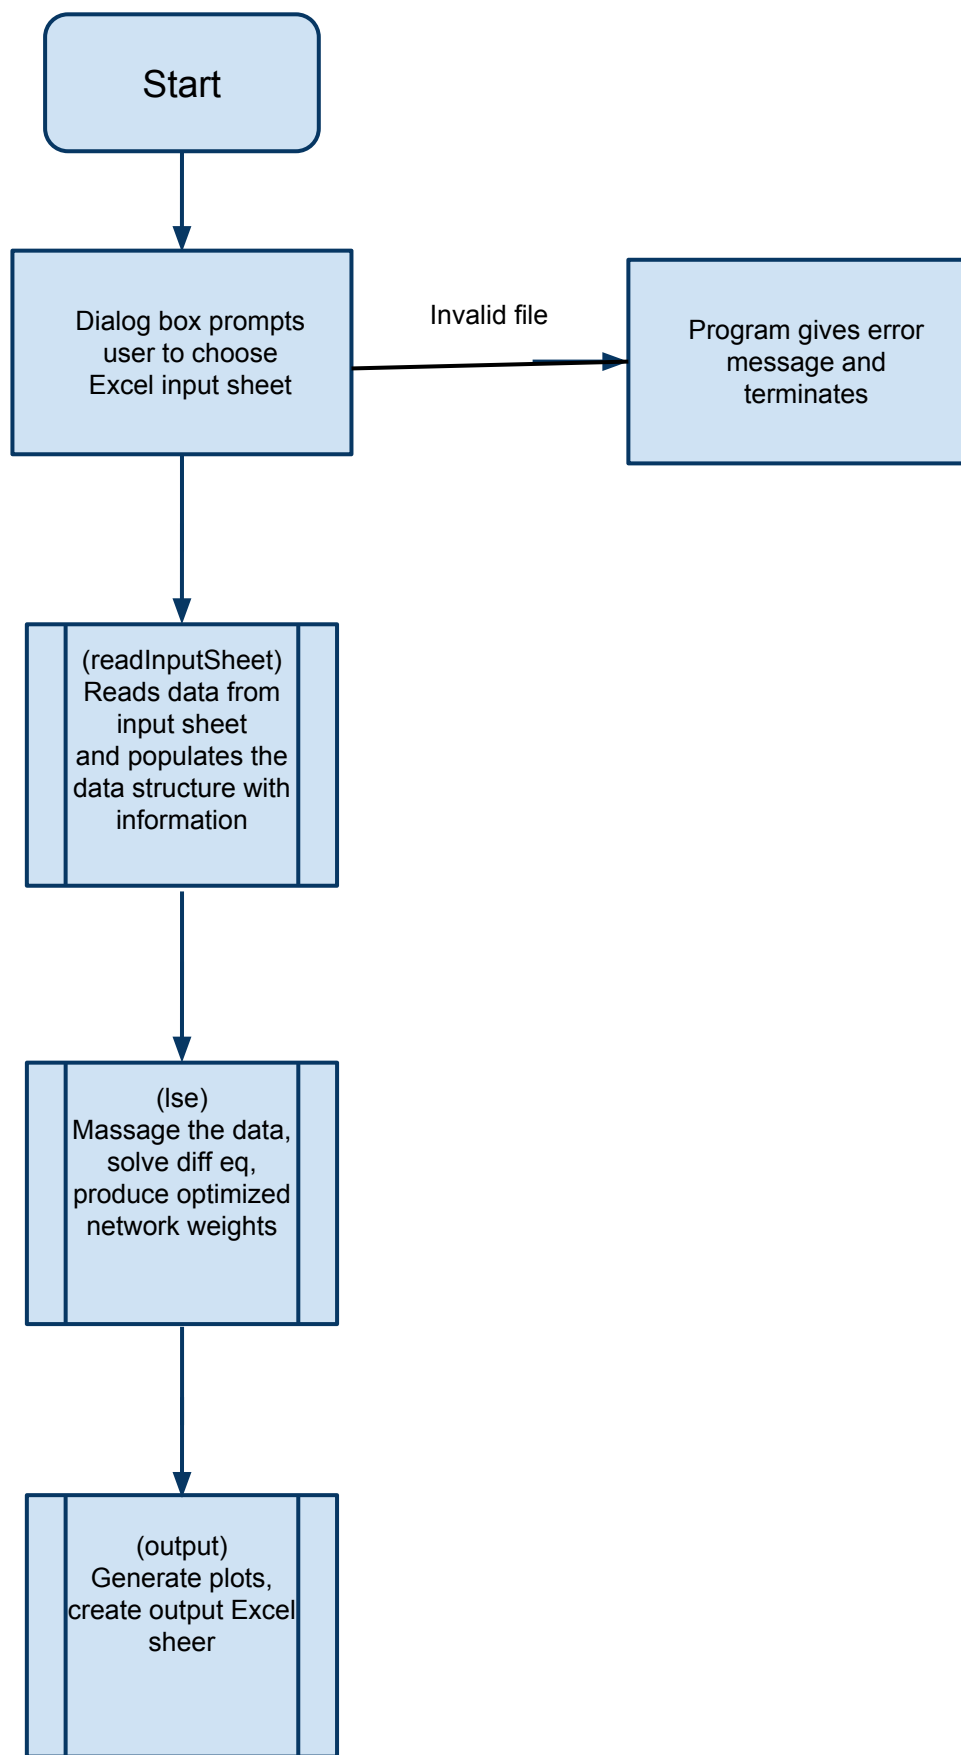 Start
Dialog box prompts
user to choose
Excel input sheet
Invalid file
Program gives error
message and
terminates
(readInputSheet)
Reads data from
input sheet
and populates the
data structure with
information
(lse)
Massage the data,
solve diff eq,
produce optimized
network weights
(output)
Generate plots,
create output Excel
sheer